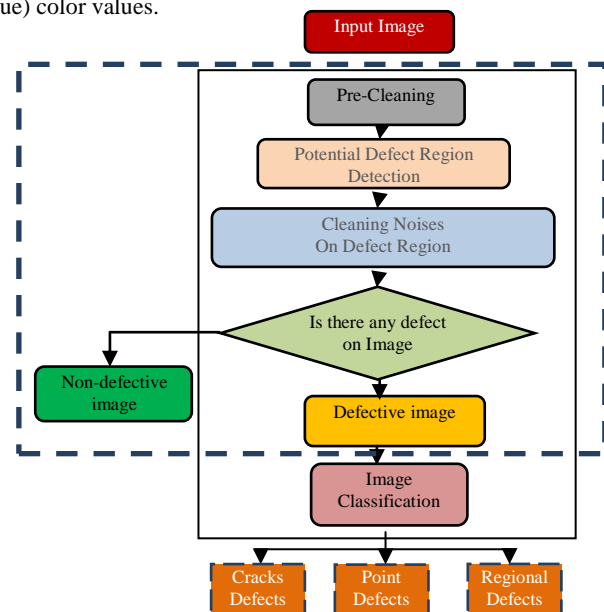 ue) color values.
Input Image
Pre-Cleaning
Potential Defect Region
Detection
Cleaning Noises
On Defect Region
Is there any defect
on Image
Non-defective
image
Defective image
Image
Classification
Cracks
Defects
Point
Defects
Regional
Defects